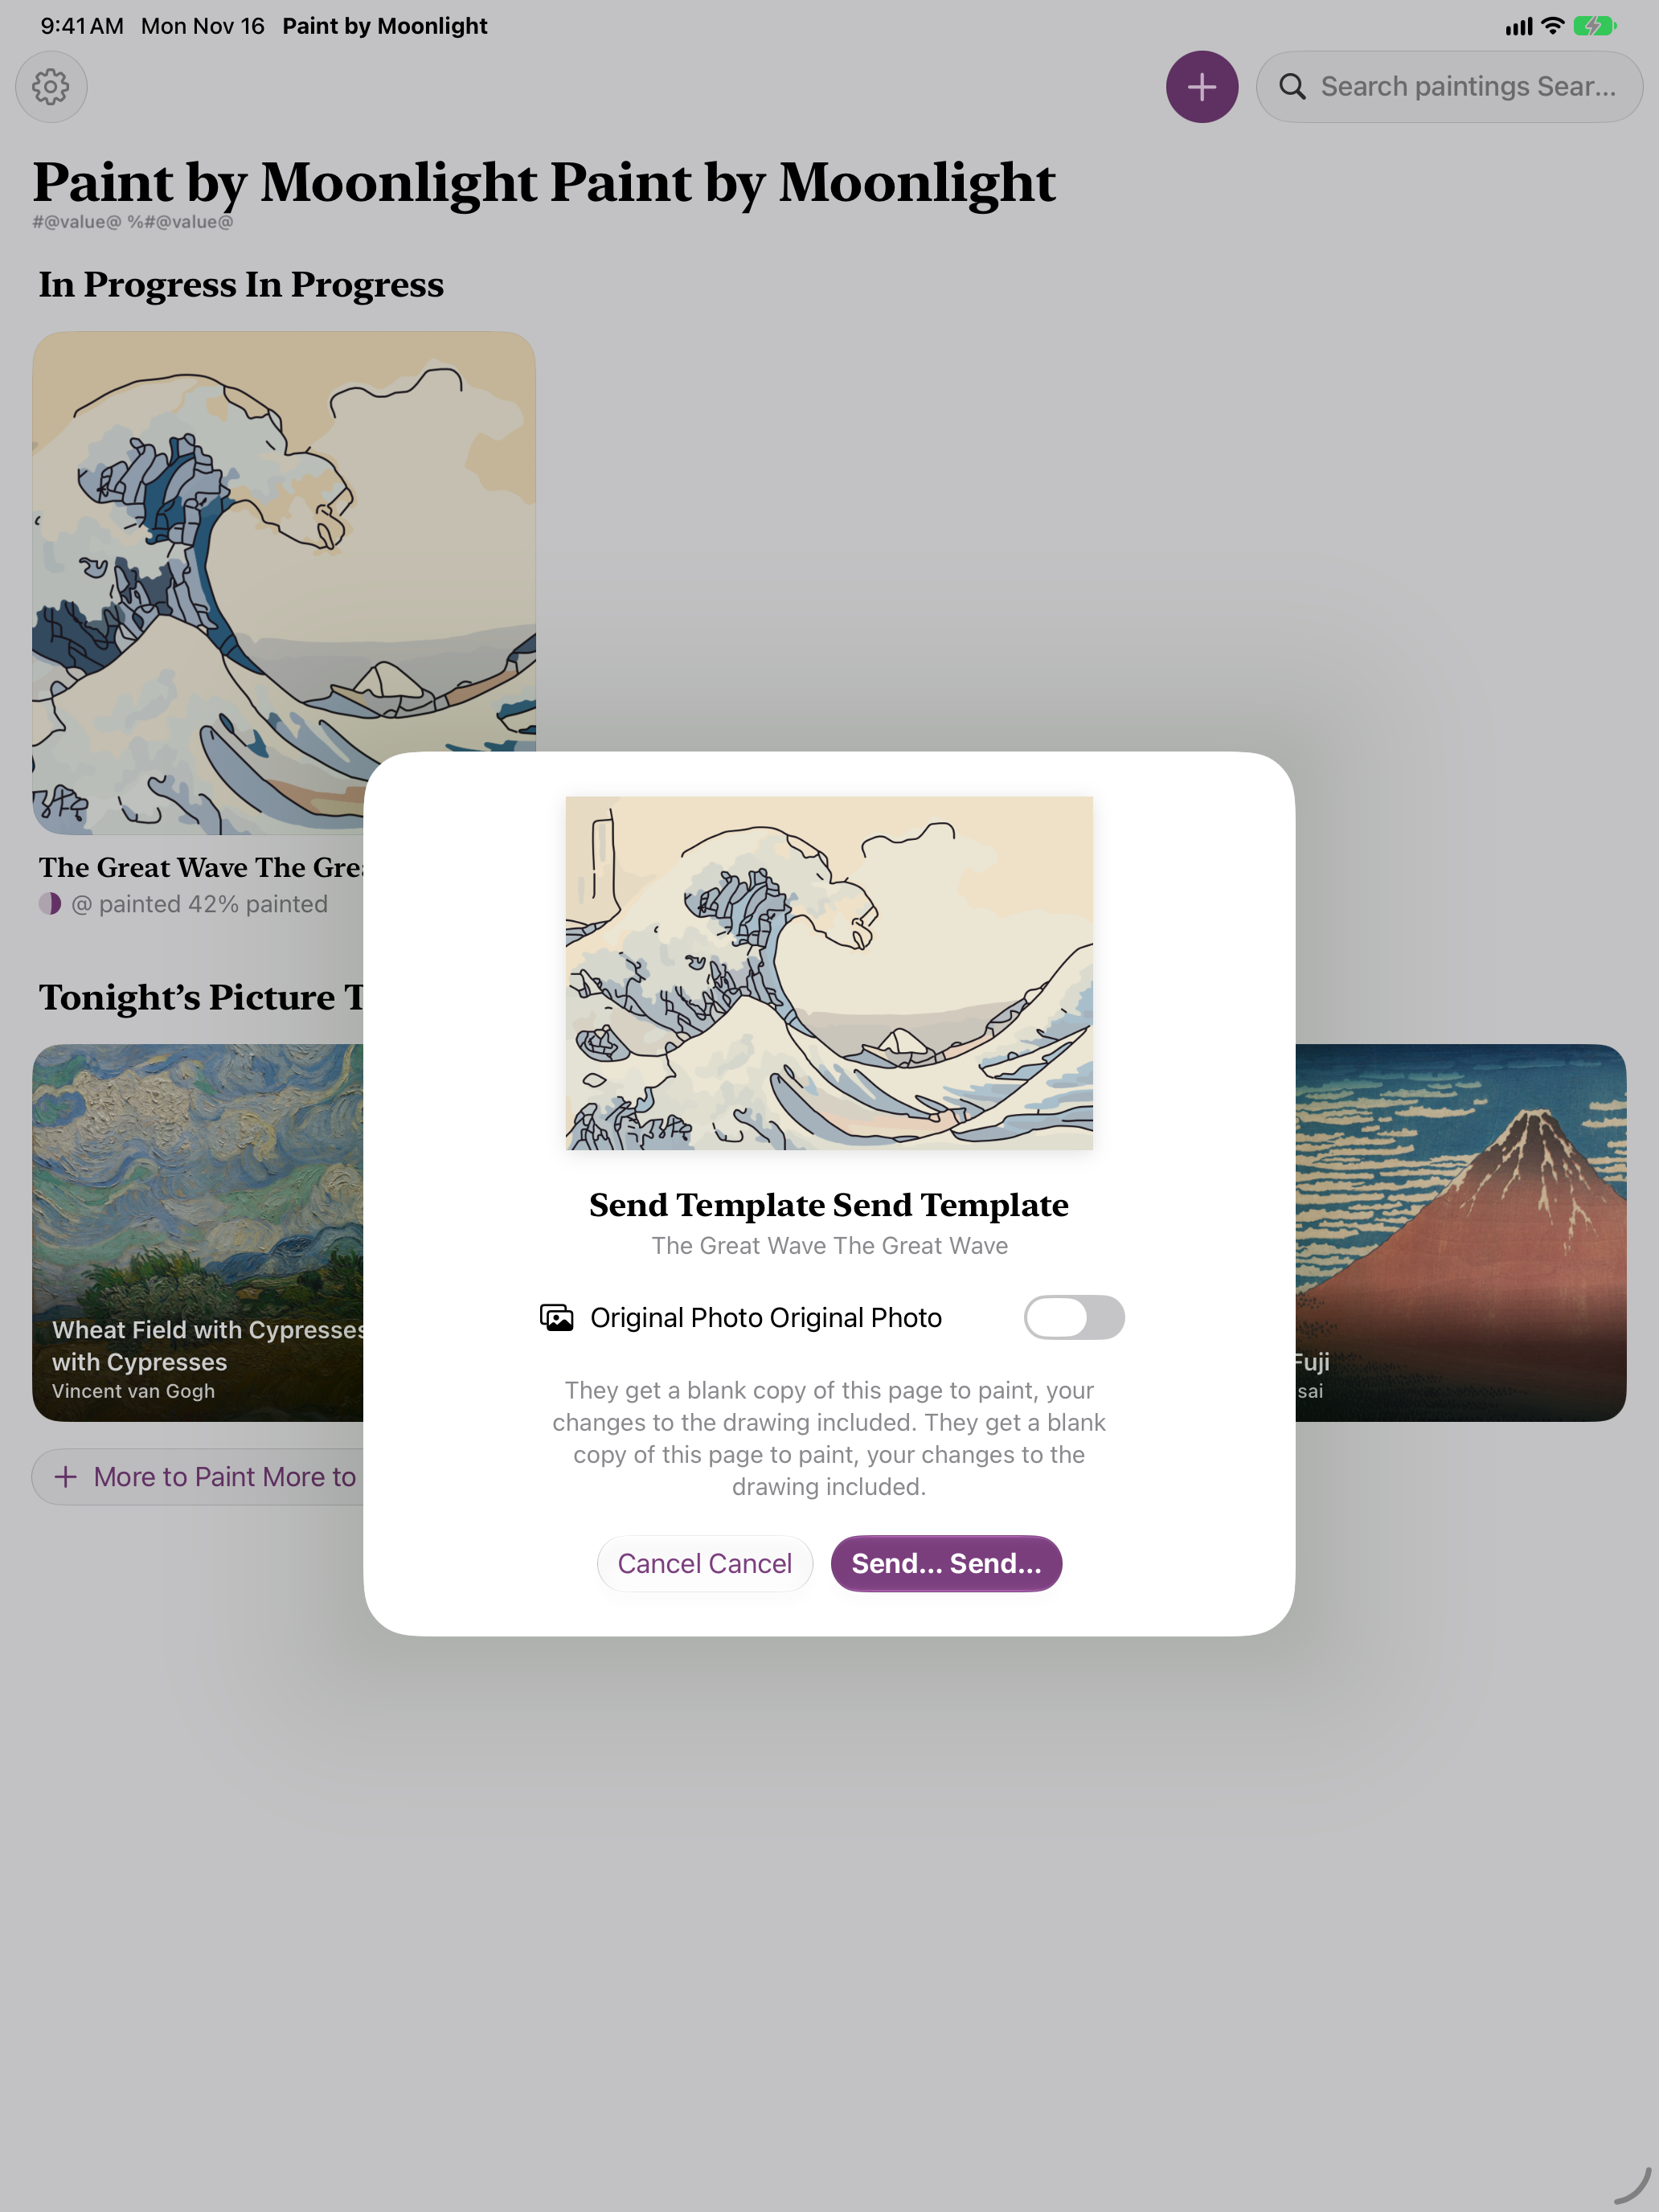 9:41 AM Mon Nov 16 Paint by Moonlight
Search paintings Sear...
Paint by Moonlight Paint by Moonlight
#@value@ %#@value@
In Progress In Progress
The Great Wave The Grea
@ painted 42% painted
Tonight’s Picture T
Wheat Field with Cypresses
with Cypresses
Vincent van Gogh
Fuji
sai
More to Paint More to
Send Template Send Template
The Great Wave The Great Wave
Original Photo Original Photo
They get a blank copy of this page to paint, your
changes to the drawing included. They get a blank
copy of this page to paint, your changes to the
drawing included.
Cancel Cancel
Send... Send...